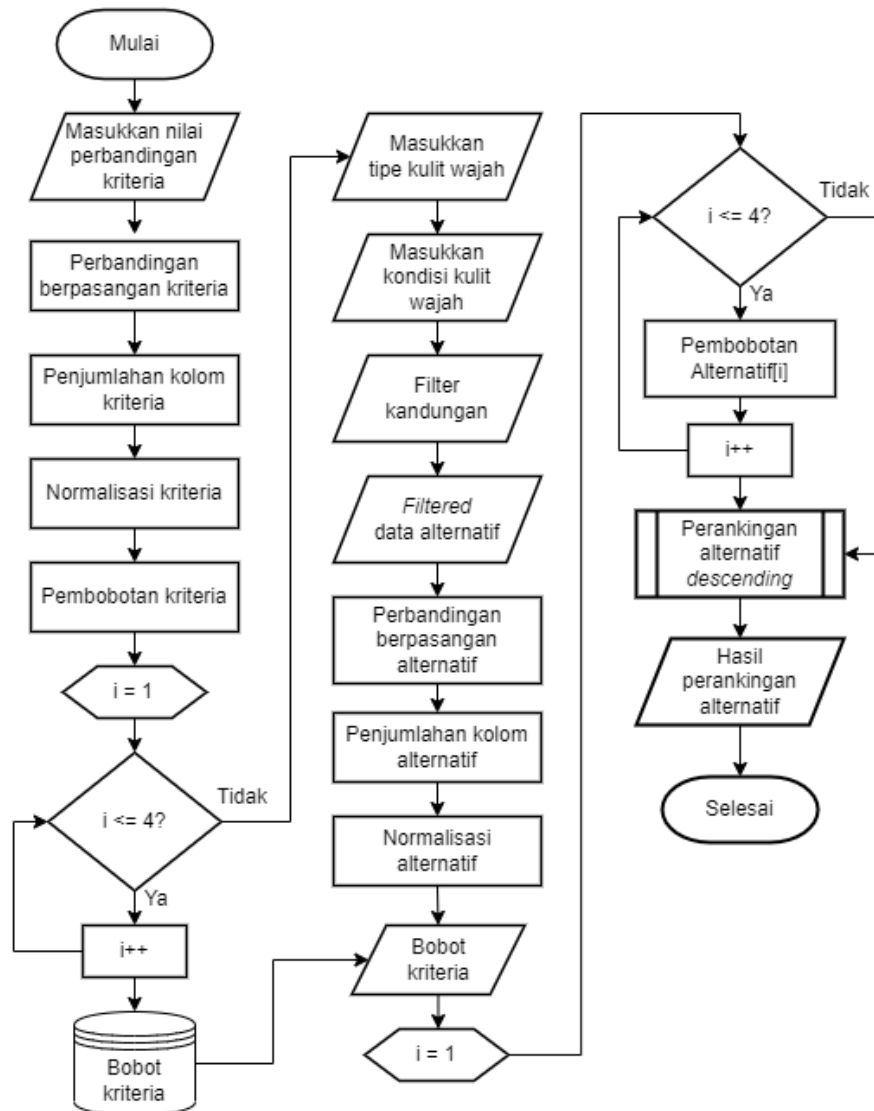 Mulai
Masukkan nilai
perbandingan
kriteria
Perbandingan
berpasangan kriteria
Penjumlahan kolom
kriteria
Normalisasi kriteria
Pembobotan kriteria
i = 1
i <= 4?
Tidak
Ya
i++
Bobot
kriteria
Masukkan
tipe kulit wajah
Masukkan
kondisi kulit
wajah
Filter
kandungan
Filtered
data alternatif
Perbandingan
berpasangan
alternatif
Penjumlahan kolom
alternatif
Normalisasi
alternatif
Bobot
kriteria
i = 1
i <= 4?
Tidak
Ya
Pembobotan
Alternatif[i]
i++
Perankingan
alternatif
descending
Hasil
perankingan
alternatif
Selesai